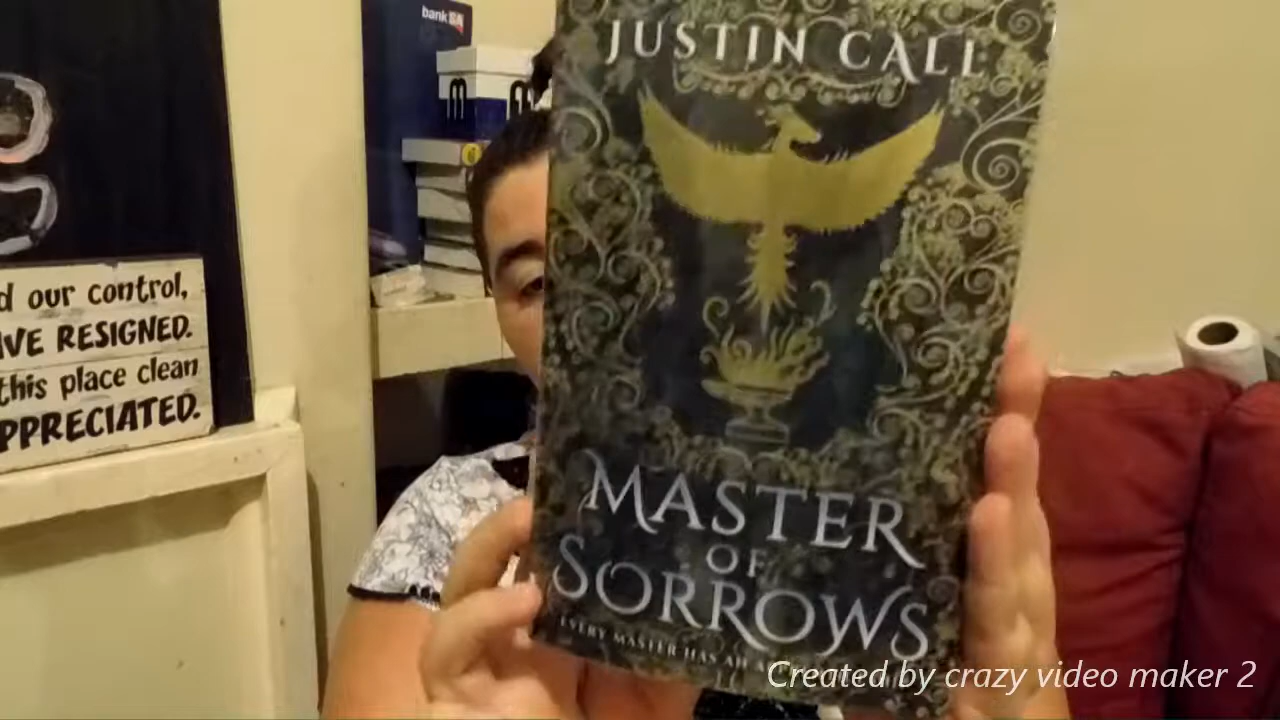 bankSA
JUSTIN CALL
d our control,
VE RESIGNED.
this place clean
PPRECIATED.
MASTER
OF
SORROWS
EVERY MASTER HAS AN
Created by crazy video maker 2